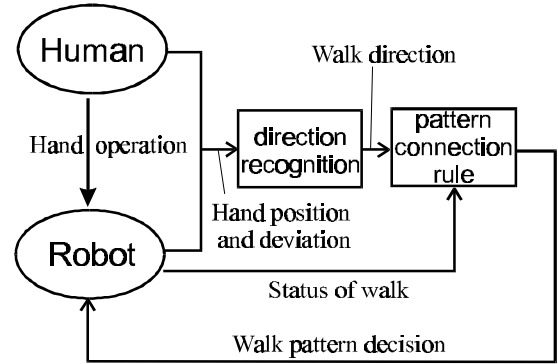 Human
Walk direction
Hand operation
direction
recognition
pattern
connection
rule
Hand position
and deviation
Robot
Status of walk
Walk pattern decision